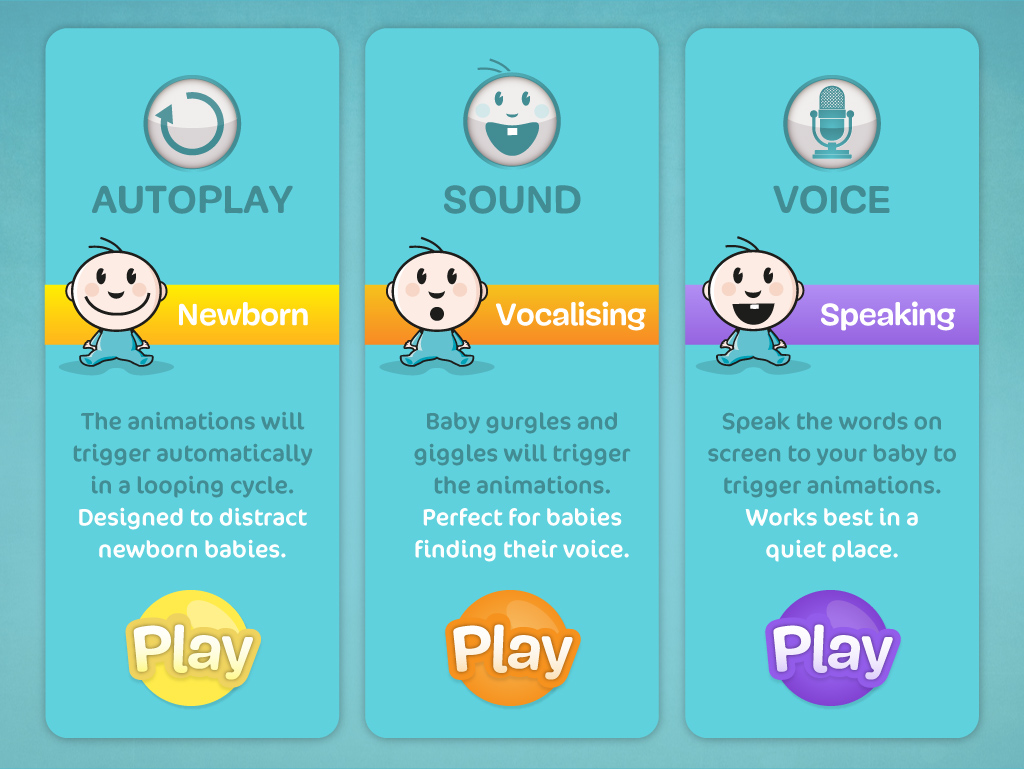 AUTOPLAY
Newborn
The animations will
trigger automatically
in a looping cycle.
Designed to distract
newborn babies.
Play
SOUND
Vocalising
Baby gurgles and
giggles will trigger
the animations.
Perfect for babies
finding their voice.
Play
VOICE
Speaking
Speak the words on
screen to your baby to
trigger animations.
Works best in a
quiet place.
Play